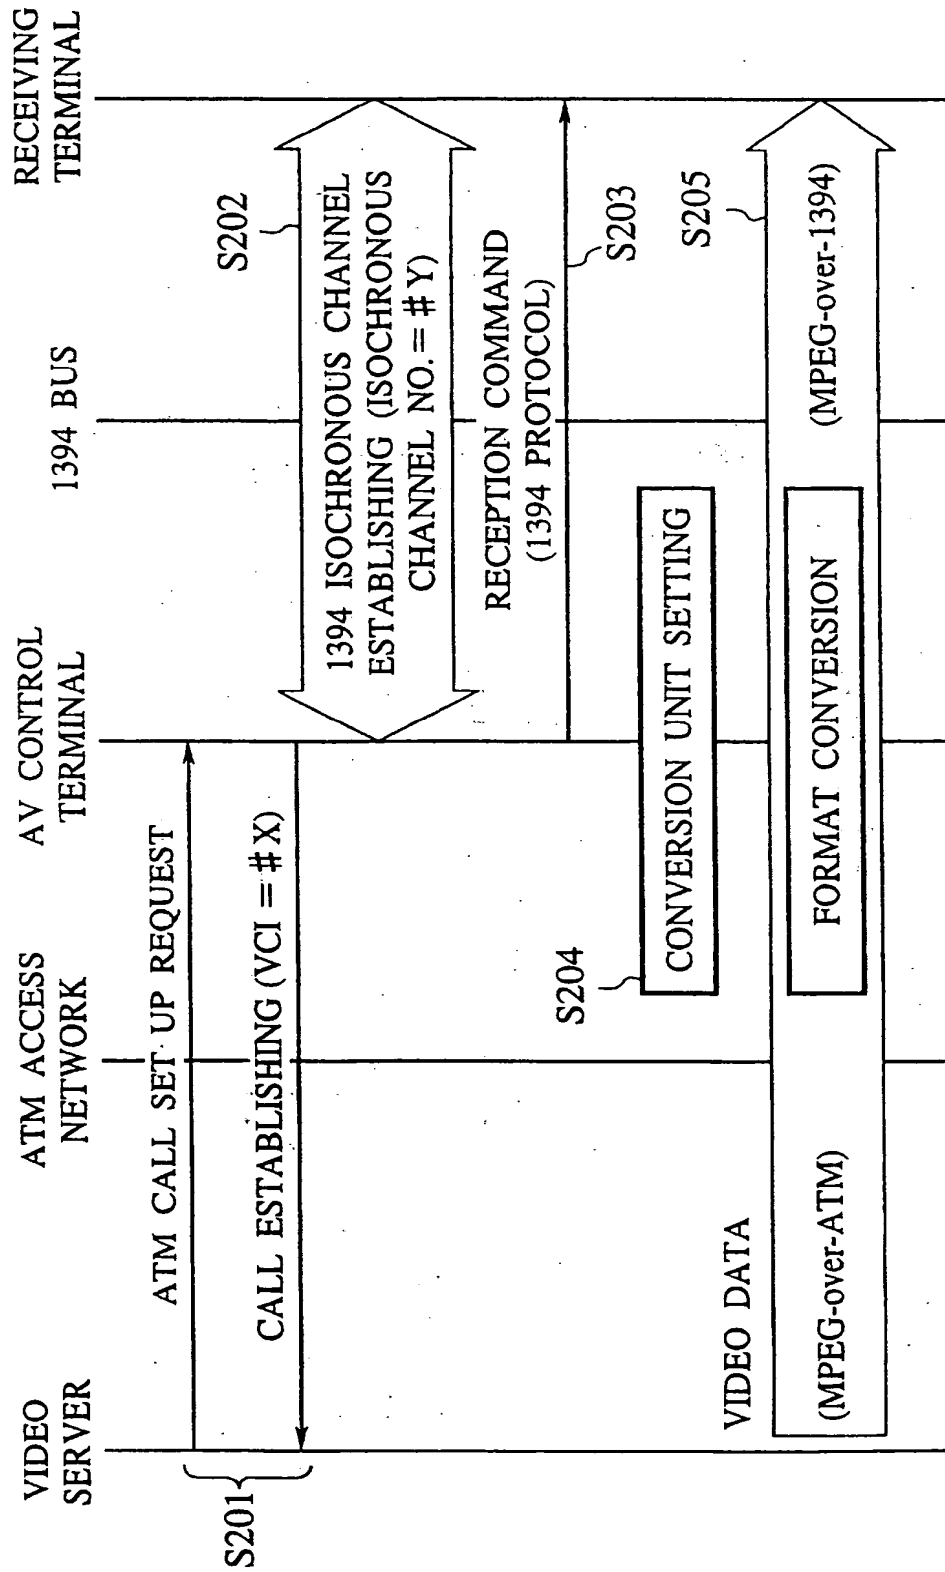 VIDEO
SERVER
ATM ACCESS
NETWORK
AV CONTROL
TERMINAL
1394 BUS
RECEIVING
TERMINAL
S201
ATM CALL SET UP REQUEST
CALL ESTABLISHING (VCI = #X)
S202
1394 ISOCHRONOUS CHANNEL
ESTABLISHING (ISOCHRONOUS
CHANNEL NO. = #Y)
RECEPTION COMMAND
(1394 PROTOCOL)
S203
S204
CONVERSION UNIT SETTING
VIDEO DATA
S205
(MPEG-over-ATM)
FORMAT CONVERSION
(MPEG-over-1394)